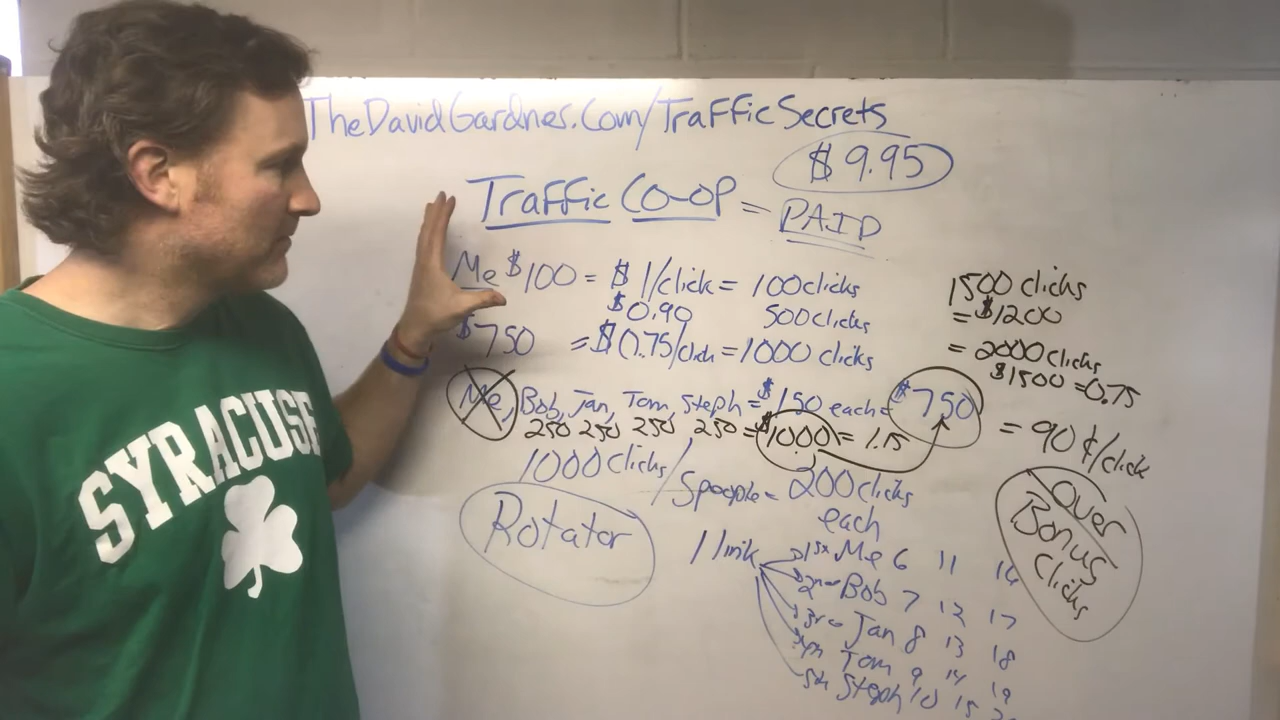 TheDavidGardner.Com/TrafficSecrets
$9.95
Traffic Co-op = PAID
Me $100 = $1/click = 100 clicks
$0.90 500 clicks
$750 = $0.75/click = 1000 clicks
Me, Bob, Jan, Tom, Steph = $150 each = $750
250 250 250 250 = $1000 = 1.15
1000 clicks/5 people = 200 clicks
each
Rotator
1 link
1st Me 6 11 16
2nd Bob 7 12 17
3rd Jan 8 13 18
4th Tom 9 14 19
5th Steph 10 15
1500 clicks
= $1200
= 2000 clicks
$1500 = 0.75
= 90¢/click
Over
Bonus
Clicks
SYRACUSE